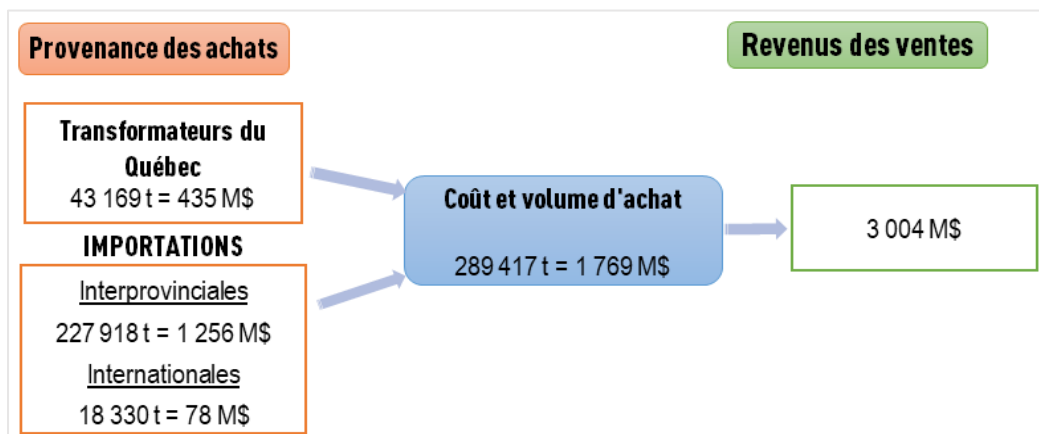 Provenance des achats
Revenus des ventes
Transformateurs du
Québec
43 169 t = 435 M$
IMPORTATIONS
Interprovinciales
227 918 t = 1 256 M$
Internationales
18 330 t = 78 M$
Coût et volume d'achat
289 417 t = 1 769 M$
3 004 M$